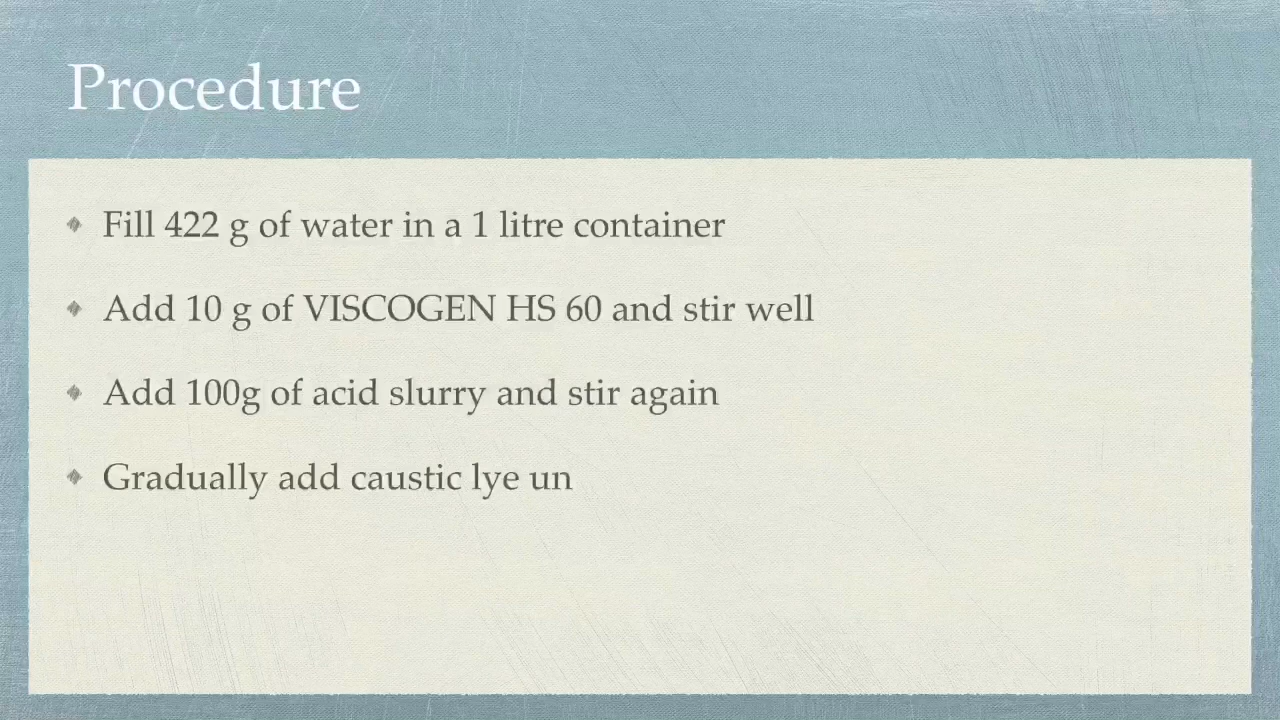 Procedure
Fill 422 g of water in a 1 litre container
Add 10 g of VISCOGEN HS 60 and stir well
Add 100g of acid slurry and stir again
Gradually add caustic lye un